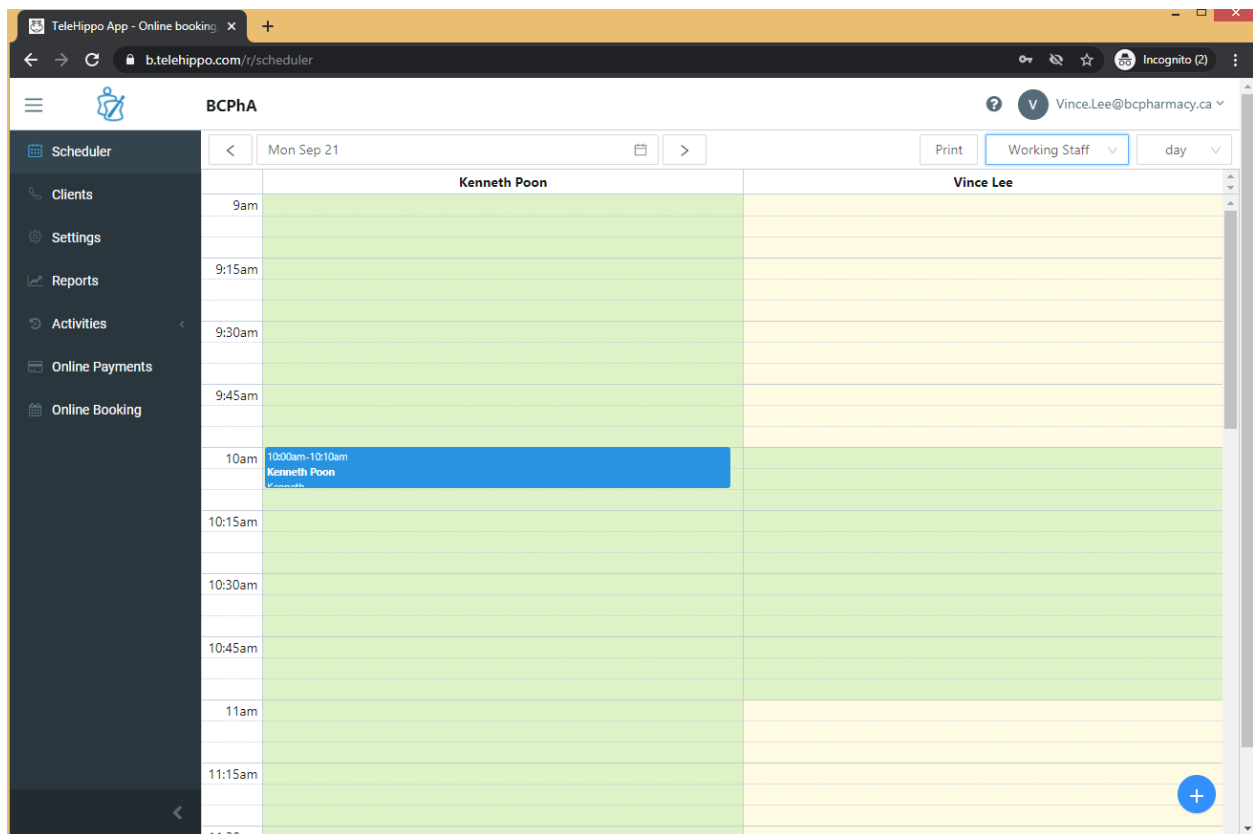 TeleHippo App - Online booking
b.telehippo.com/r/scheduler
Incognito (2)
BCPhA
V
Vince.Lee@bcpharmacy.ca
Scheduler
Clients
Settings
Reports
Activities
Online Payments
Online Booking
Mon Sep 21
Print
Working Staff
day
Kenneth Poon
Vince Lee
9am
9:15am
9:30am
9:45am
10am
10:00am-10:10am
Kenneth Poon
Kenneth
10:15am
10:30am
10:45am
11am
11:15am